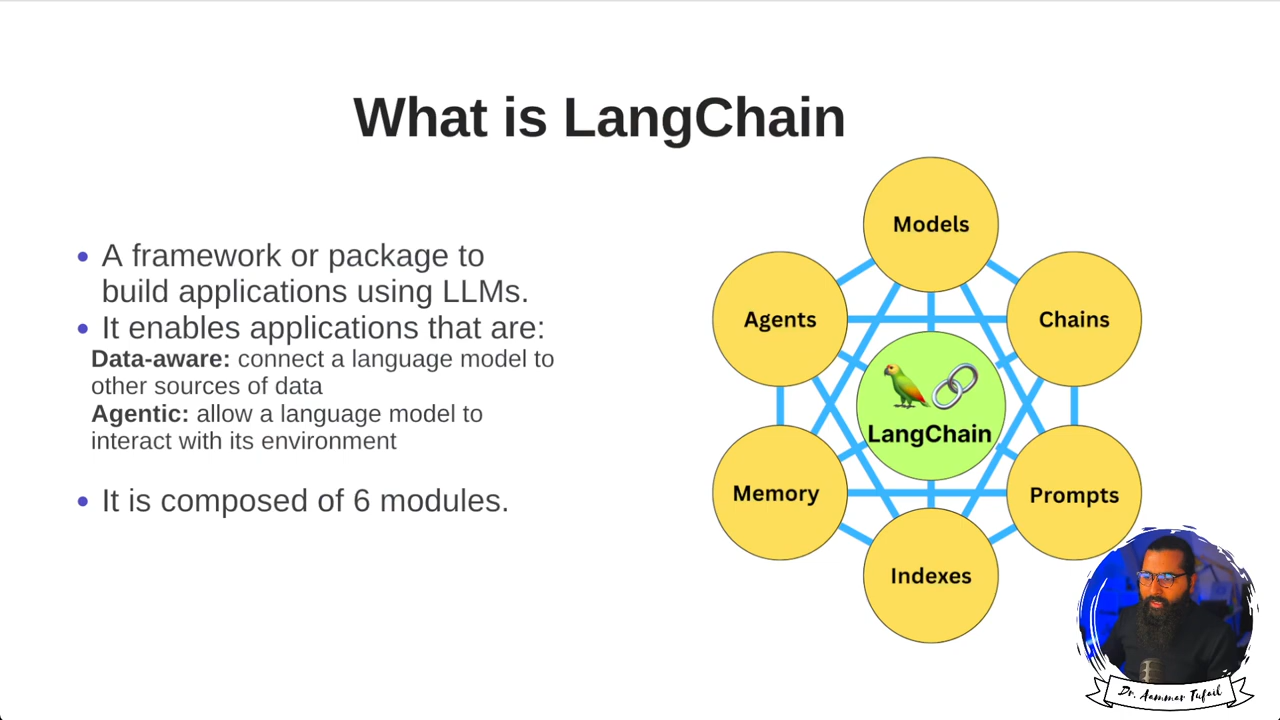 What is LangChain
A framework or package to
build applications using LLMs.
It enables applications that are:
Data-aware: connect a language model to
other sources of data
Agentic: allow a language model to
interact with its environment
It is composed of 6 modules.
Models
Agents
Chains
LangChain
Memory
Prompts
Indexes
Dr. Aammar Tufail